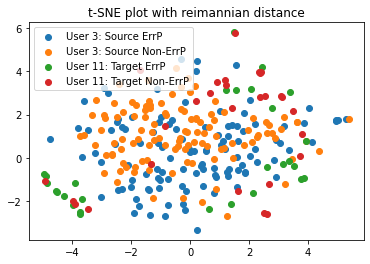 t-SNE plot with reimannian distance
6
4
2
0
−2
User 3: Source ErrP
User 3: Source Non-ErrP
User 11: Target ErrP
User 11: Target Non-ErrP
−4 −2 0 2 4